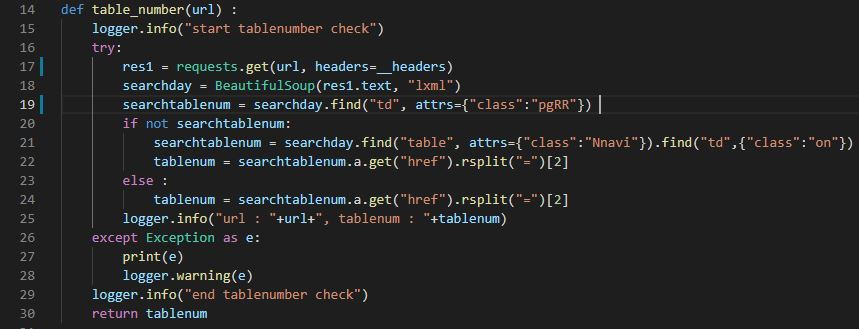 14 def table_number(url) :
15     logger.info("start tablenumber check")
16     try:
17         res1 = requests.get(url, headers=__headers)
18         searchday = BeautifulSoup(res1.text, "lxml")
19         searchtablenum = searchday.find("td", attrs={"class":"pgRR"})
20         if not searchtablenum:
21             searchtablenum = searchday.find("table", attrs={"class":"Nnavi"}).find("td",{"class":"on"})
22             tablenum = searchtablenum.a.get("href").rsplit("=")[2]
23         else :
24             tablenum = searchtablenum.a.get("href").rsplit("=")[2]
25         logger.info("url : "+url+", tablenum : "+tablenum)
26     except Exception as e:
27         print(e)
28         logger.warning(e)
29     logger.info("end tablenumber check")
30     return tablenum